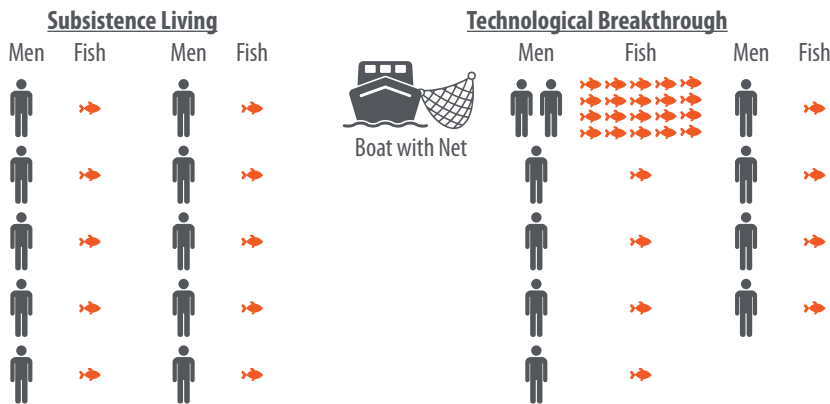 Subsistence Living
Men Fish Men Fish
Technological Breakthrough
Men Fish Men Fish
Boat with Net